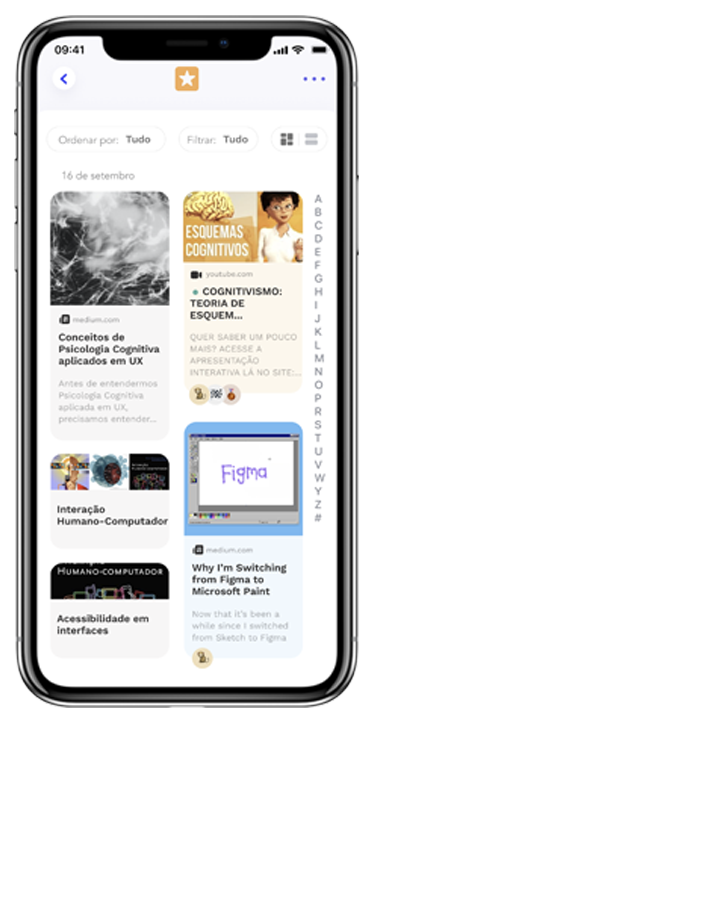 09:41
Ordenar por: Tudo
Filtrar: Tudo
16 de setembro
medium.com
Conceitos de
Psicologia Cognitiva
aplicados em UX
Antes de entendermos
Psicologia Cognitiva
aplicada em UX,
precisamos entender...
Interação
Humano-Computador
HUMANO-COMPUTADOR
Acessibilidade em
interfaces
ESQUEMAS
COGNITIVOS
youtube.com
COGNITIVISMO:
TEORIA DE
ESQUEM...
QUER SABER UM POUCO
MAIS? ACESSE A
APRESENTAÇÃO
INTERATIVA LÁ NO SITE:...
Figma
medium.com
Why I'm Switching
from Figma to
Microsoft Paint
Now that it's been a
while since I switched
from Sketch to Figma
A
B
C
D
E
F
G
H
I
J
K
L
M
N
O
P
R
S
T
U
V
W
Y
Z
#